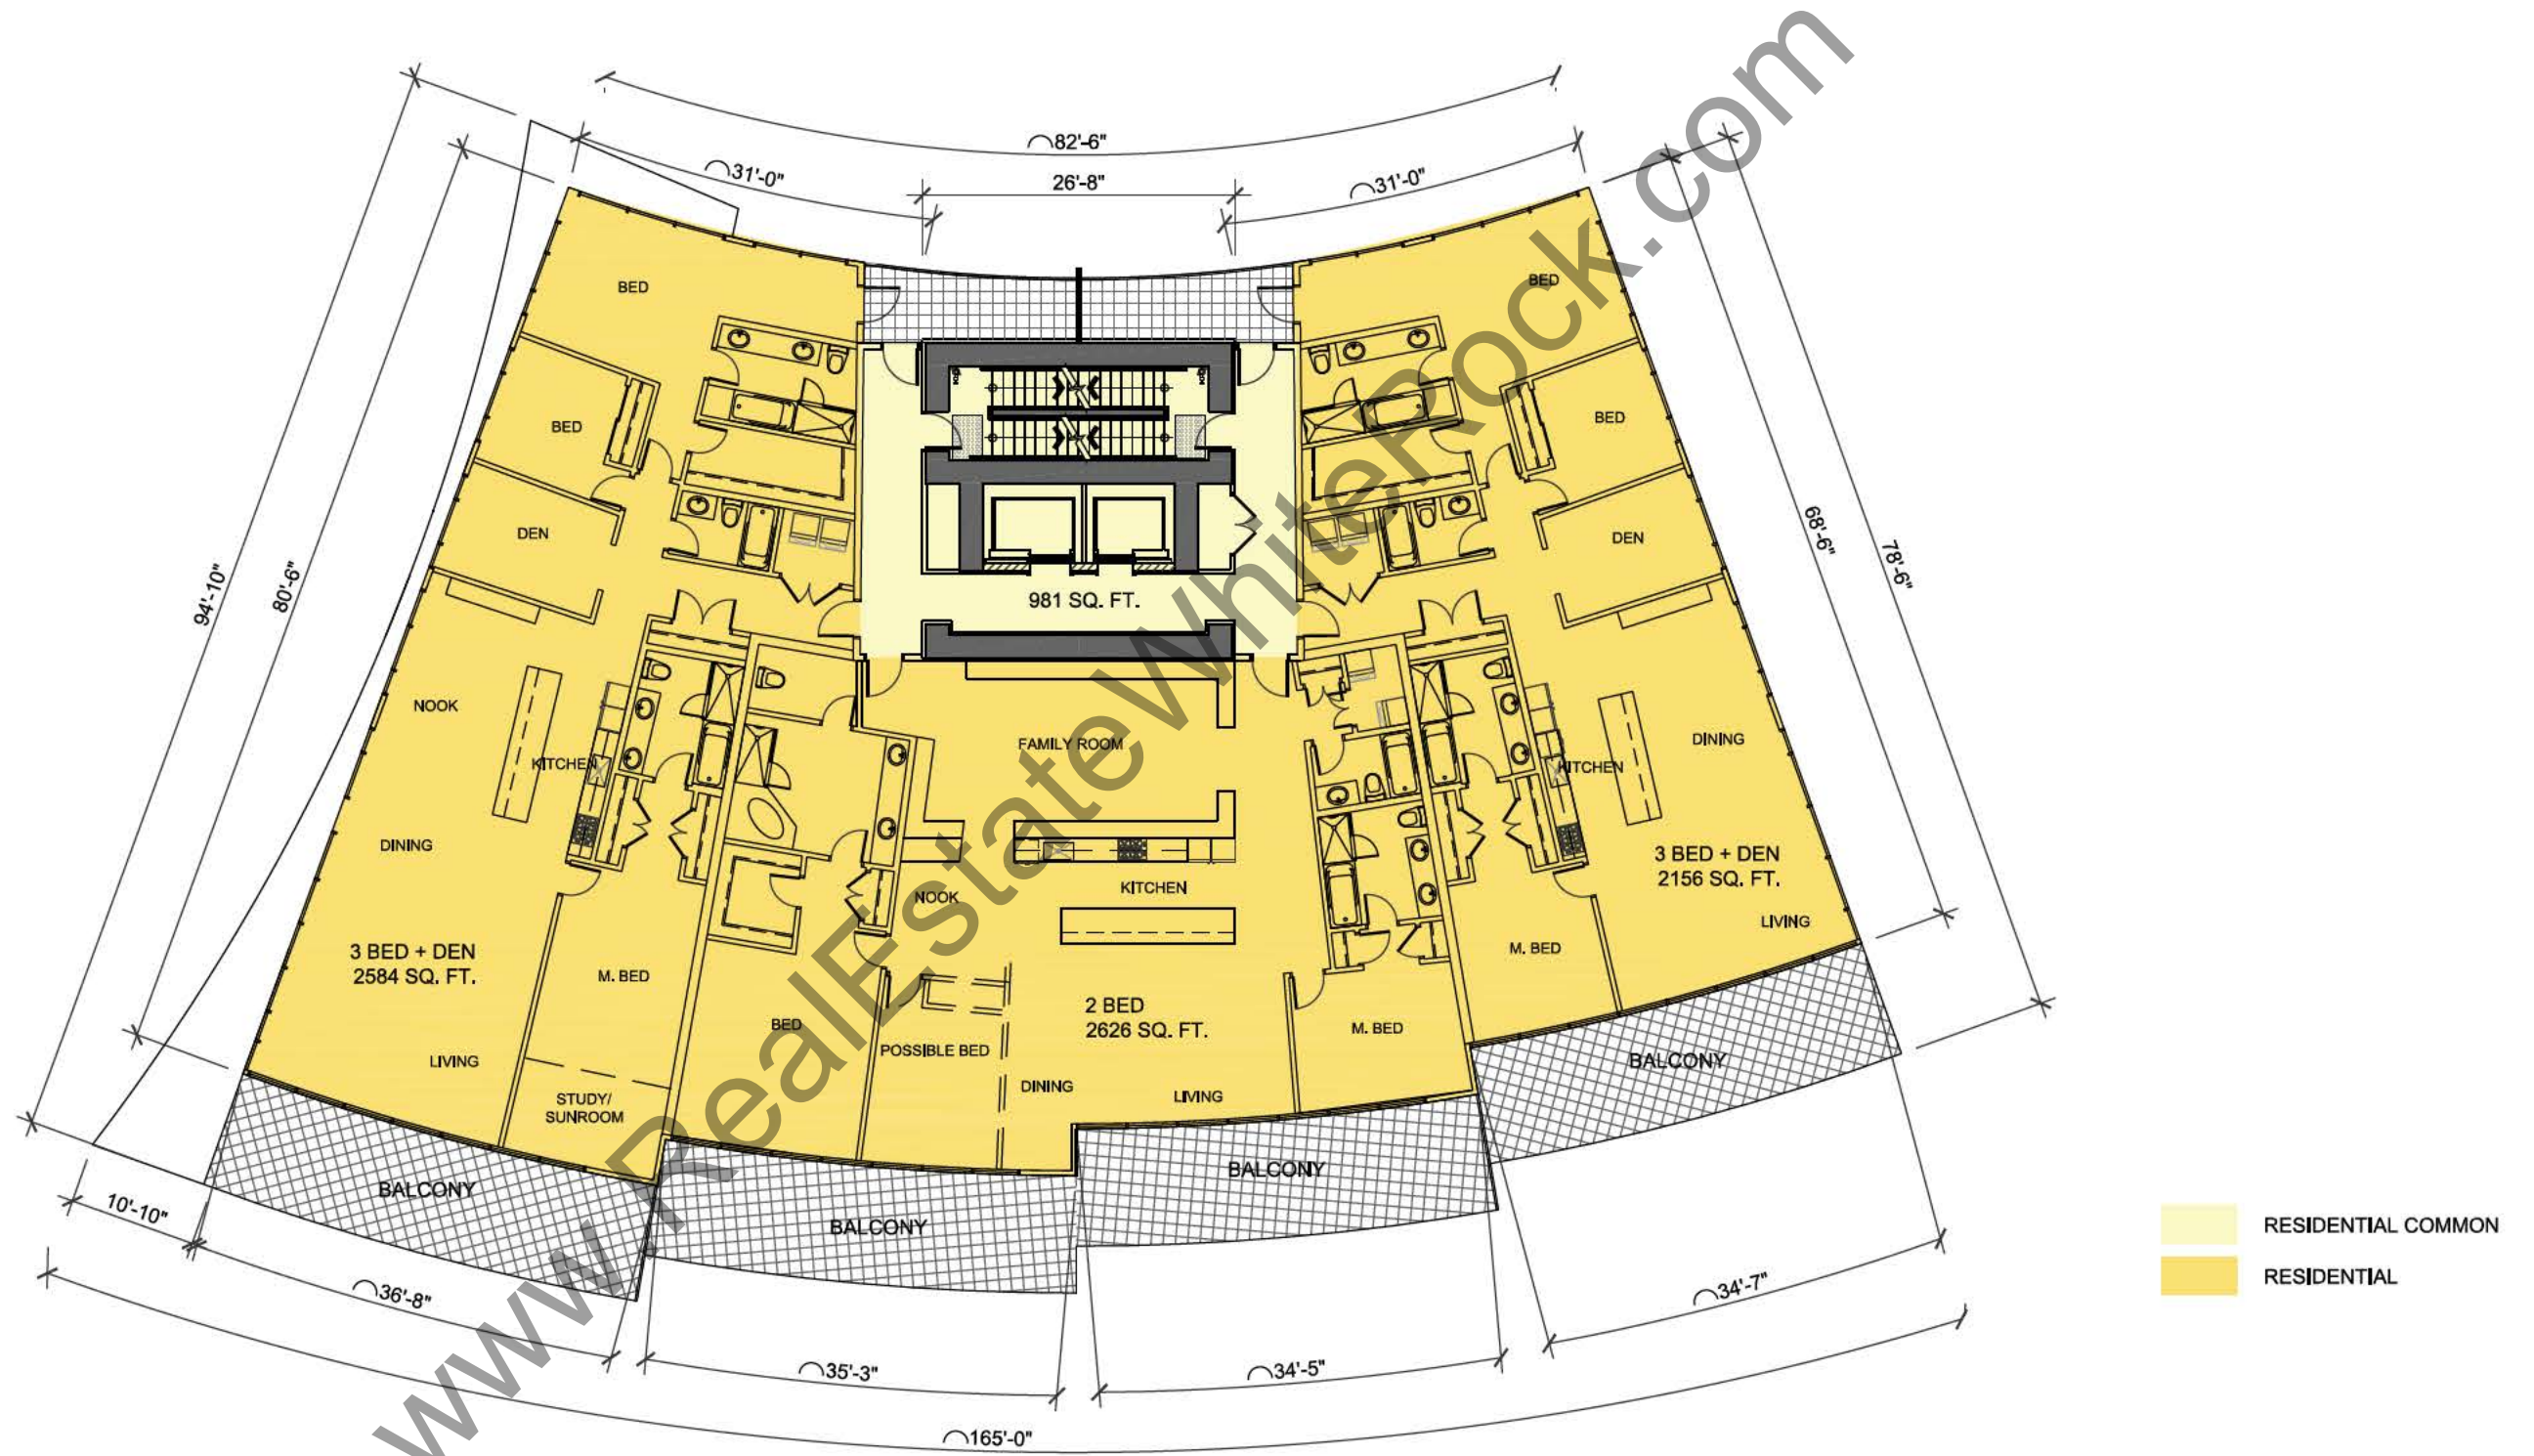 82'-6"
31'-0"
26'-8"
31'-0"
BED
BED
BED
BED
DEN
DEN
94'-10"
80'-6"
68'-6"
78'-6"
981 SQ. FT.
NOOK
KITCHEN
FAMILY ROOM
DINING
KITCHEN
DINING
3 BED + DEN
2156 SQ. FT.
NOOK
KITCHEN
LIVING
3 BED + DEN
2584 SQ. FT.
M. BED
M. BED
2 BED
2626 SQ. FT.
BED
M. BED
POSSIBLE BED
LIVING
DINING
LIVING
STUDY/
SUNROOM
BALCONY
BALCONY
BALCONY
BALCONY
10'-10"
36'-8"
35'-3"
34'-5"
34'-7"
165'-0"
RESIDENTIAL COMMON
RESIDENTIAL
www.RealEstateWhiteRock.com